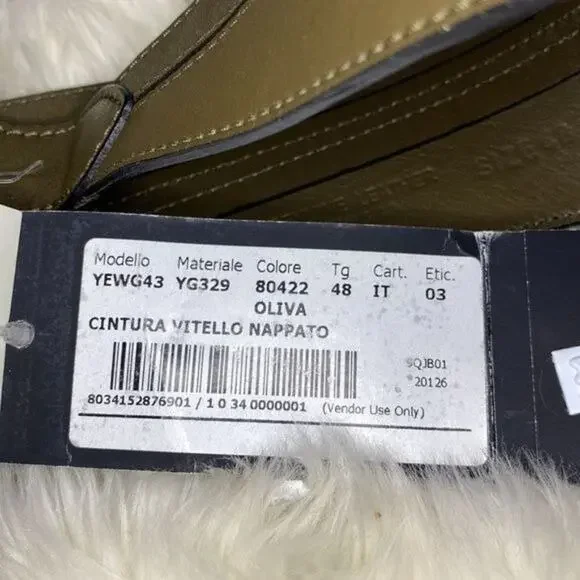 Modello Materiale Colore Tg Cart. Etic.
YEWG43 YG329 80422 48 IT 03
OLIVA
CINTURA VITELLO NAPPATO
SQJB01
20126
8034152876901 / 1 0 34 0000001 (Vendor Use Only)